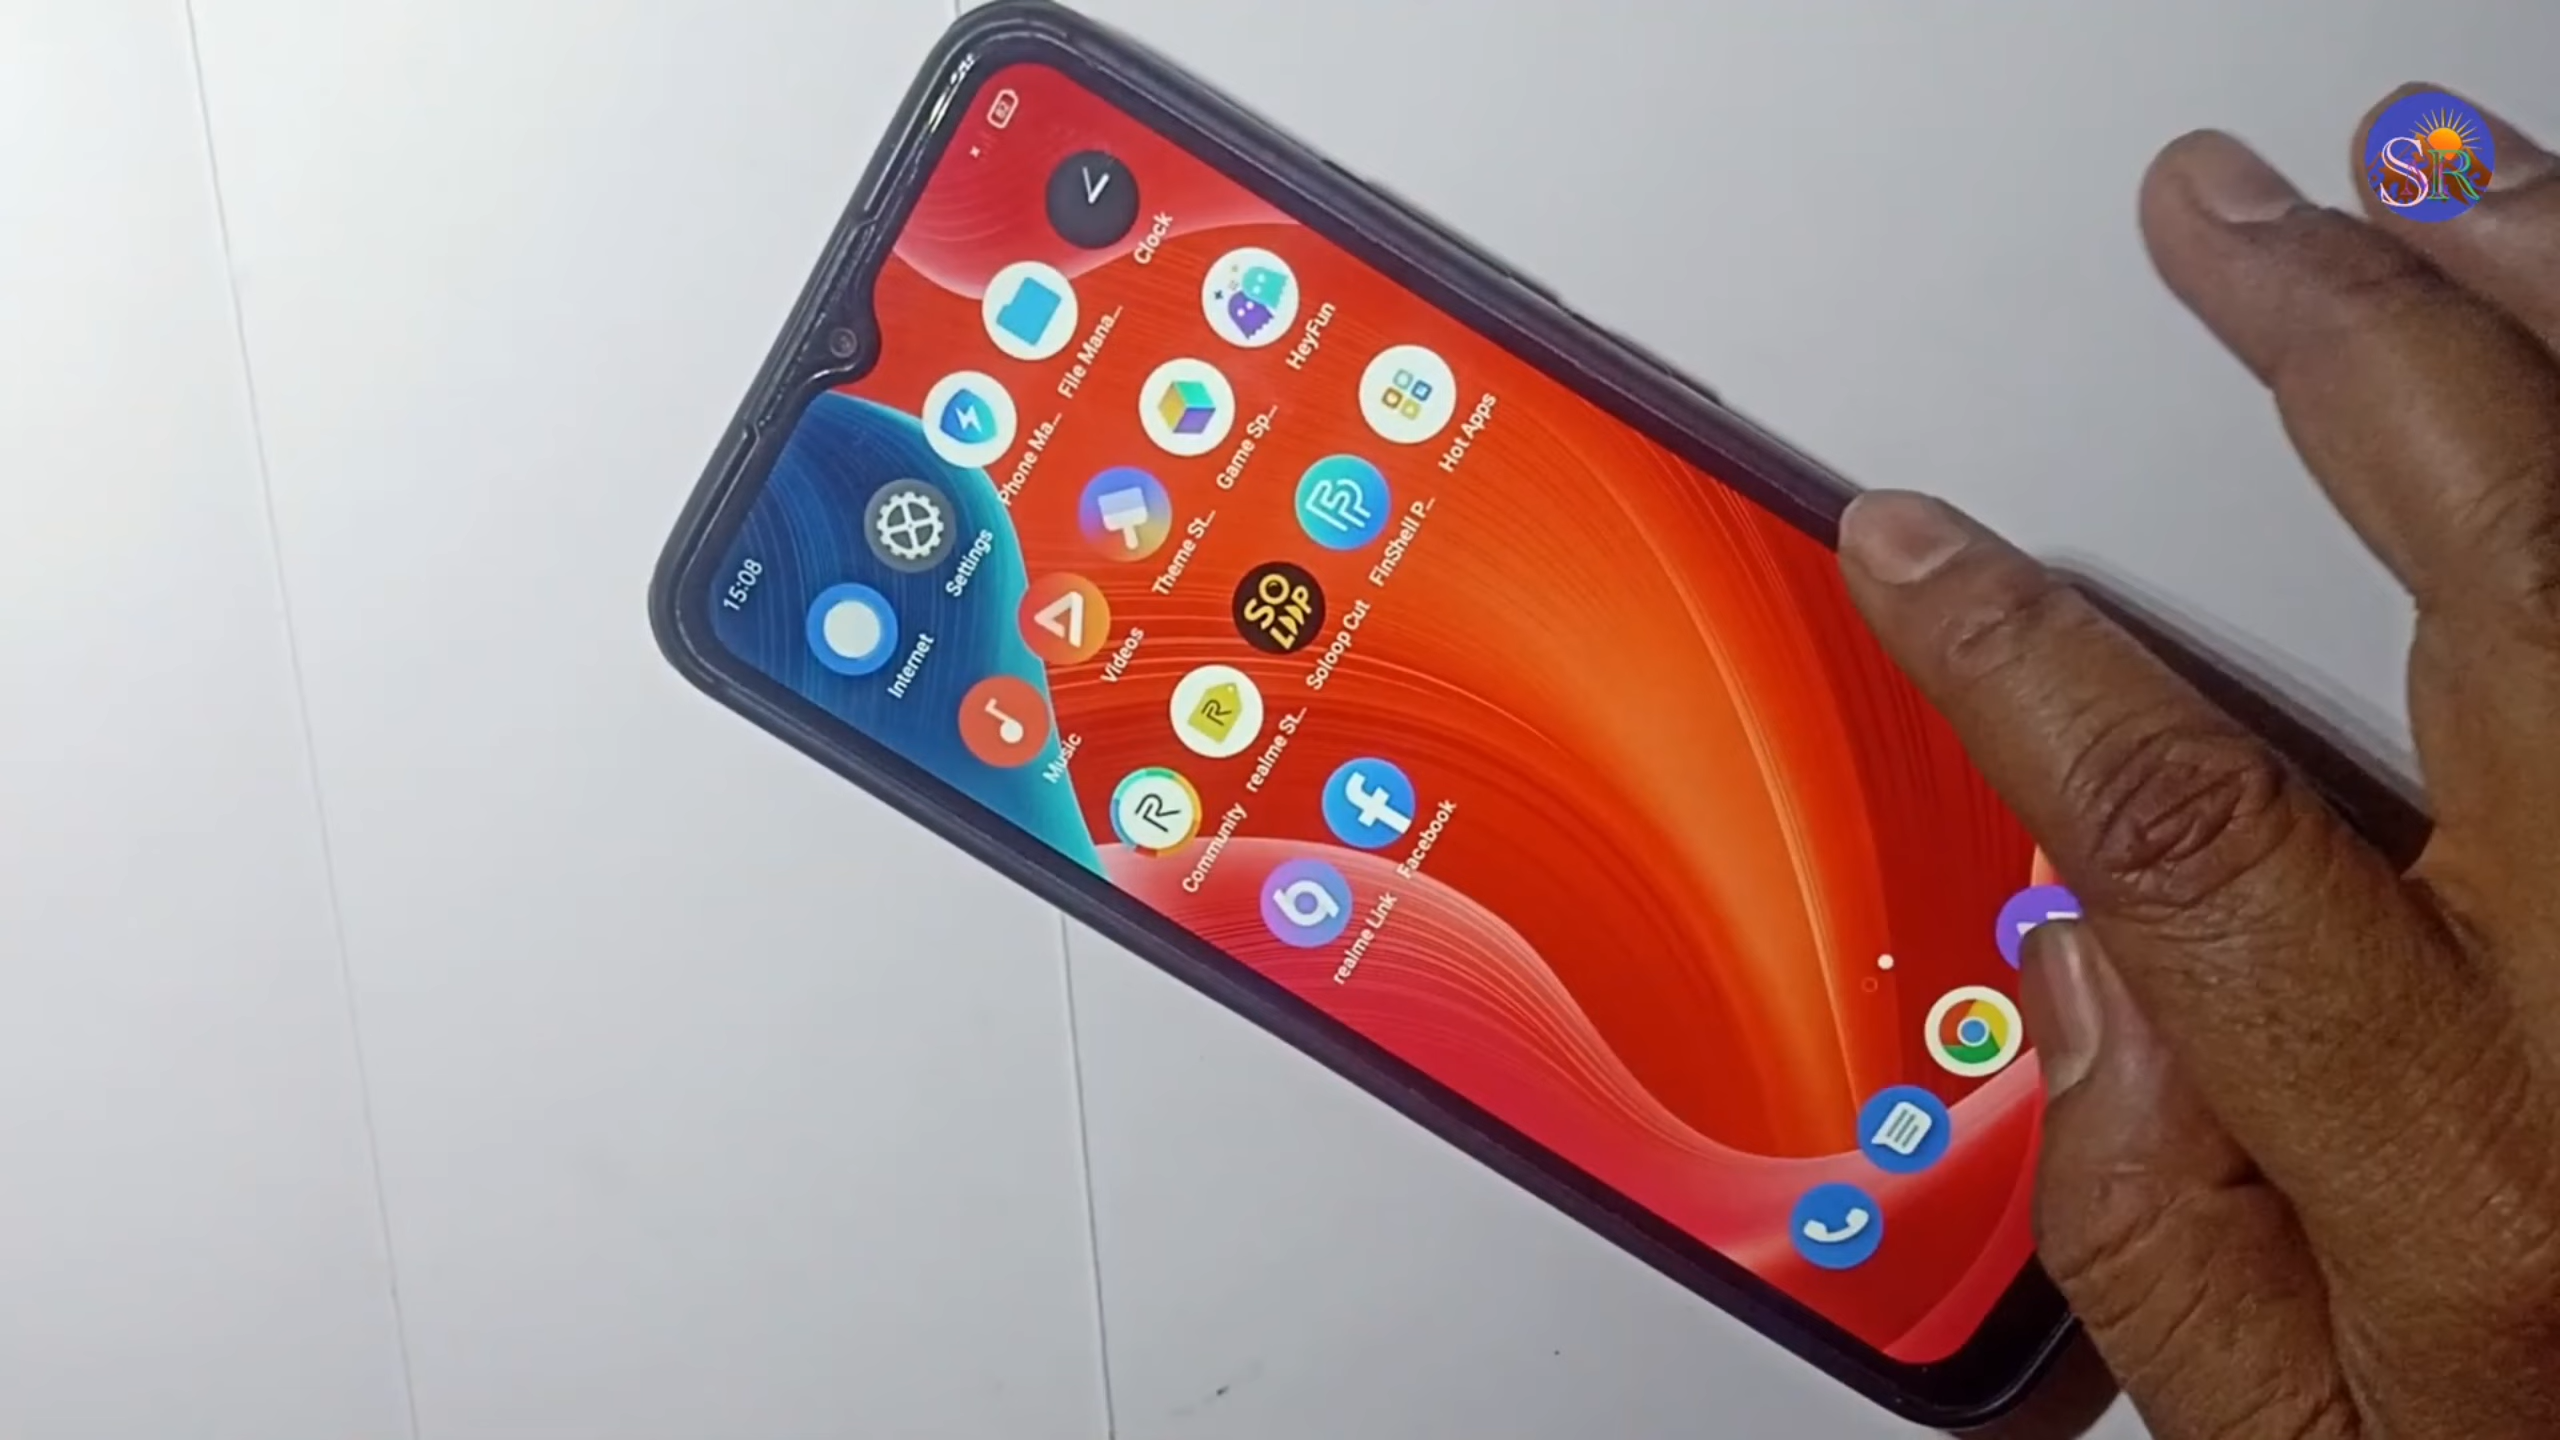 15:08
82
Internet
Settings
Phone Ma...
File Mana...
Clock
Music
Videos
Theme St...
Game Sp...
HeyFun
Community
realme St...
SO
LOOP
Soloop Cut
FinShell P...
Hot Apps
realme Link
Facebook
SR